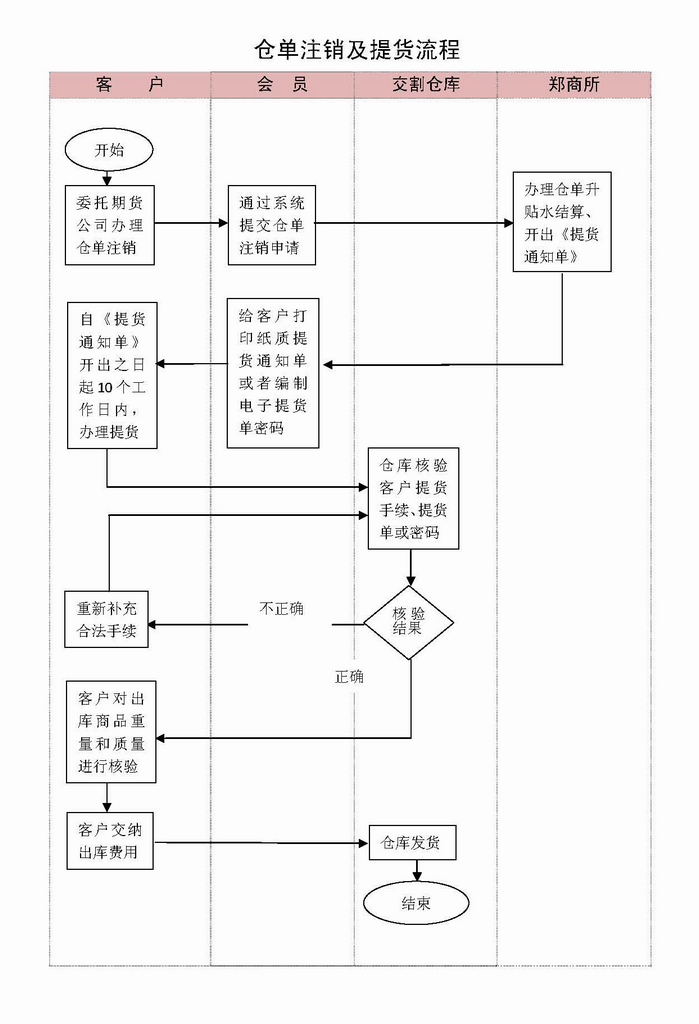 仓单注销及提货流程
客 户
会 员
交割仓库
郑商所
开始
委托期货
公司办理
仓单注销
通过系统
提交仓单
注销申请
办理仓单升
贴水结算、
开出《提货
通知单》
给客户打
印纸质提
货通知单
或者编制
电子提货
单密码
自《提货
通知单》
开出之日
起10个工
作日内，
办理提货
仓库核验
客户提货
手续、提货
单或密码
核验
结果
不正确
重新补充
合法手续
正确
客户对出
库商品重
量和质量
进行核验
客户交纳
出库费用
仓库发货
结束